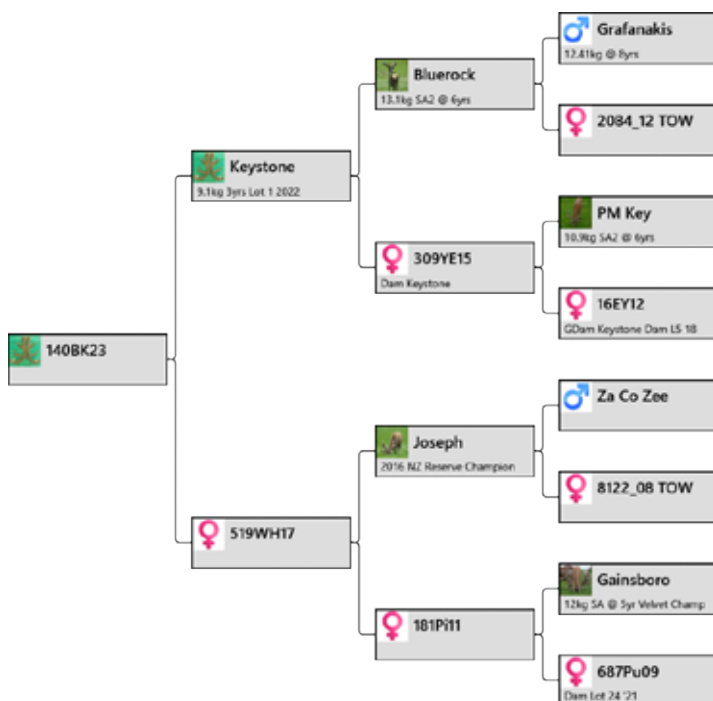 Grafanakis
12.41kg @ 8yrs
Bluerock
13.1kg SA2 @ 6yrs
2084_12 TOW
Keystone
9.1kg 3yrs Lot 1 2022
PM Key
10.9kg SA2 @ 6yrs
309YE15
Dam Keystone
16EY12
GDam Keystone Dam LS 18
140BK23
Za Co Zee
Joseph
2016 NZ Reserve Champion
8122_08 TOW
519WH17
Gainsboro
12kg SA @ 5yr Velvet Champ
181Pi11
687Pu09
Dam Lot 24 '21